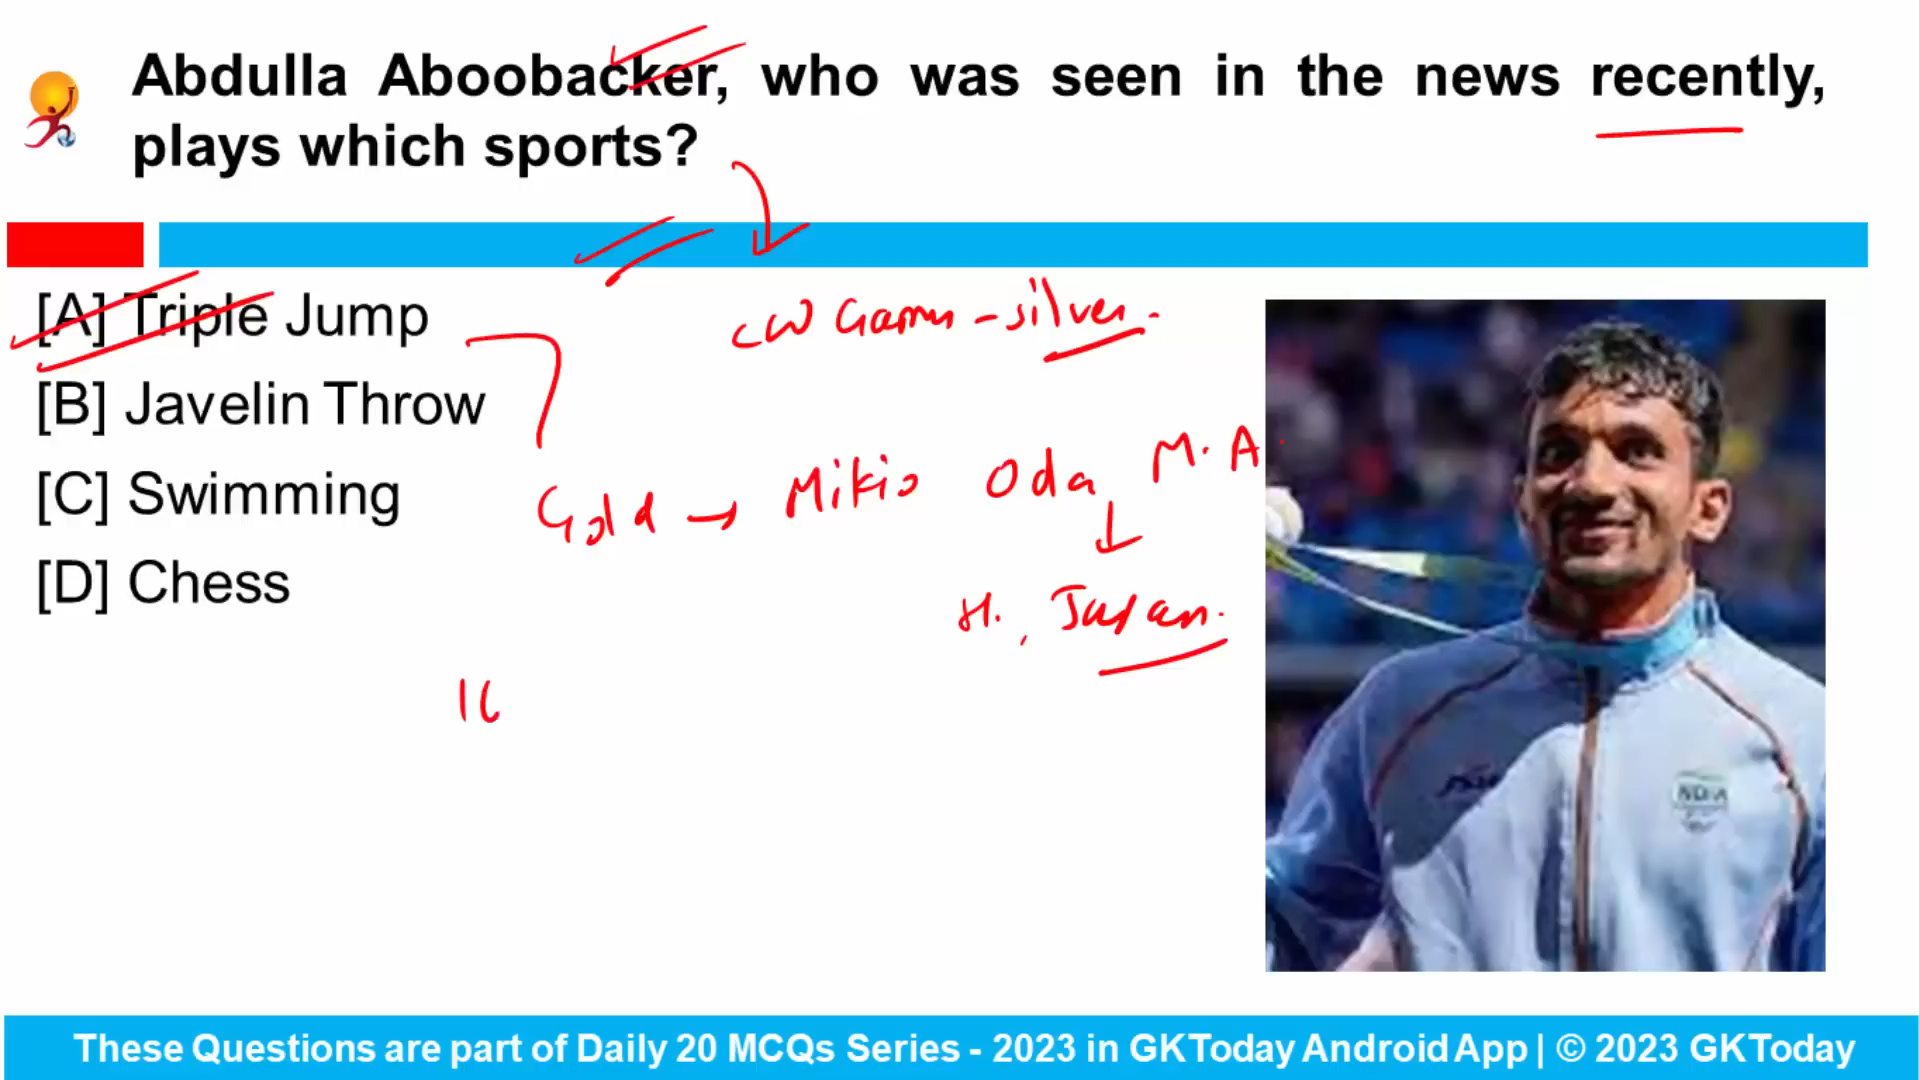 Abdulla Aboobacker, who was seen in the news recently,
plays which sports?
[A] Triple Jump
CW Games - silver.
[B] Javelin Throw
Gold → Mikio Oda M. A.
[C] Swimming
[D] Chess
H., Japan.
INDIA
These Questions are part of Daily 20 MCQs Series - 2023 in GKToday Android App | © 2023 GKToday